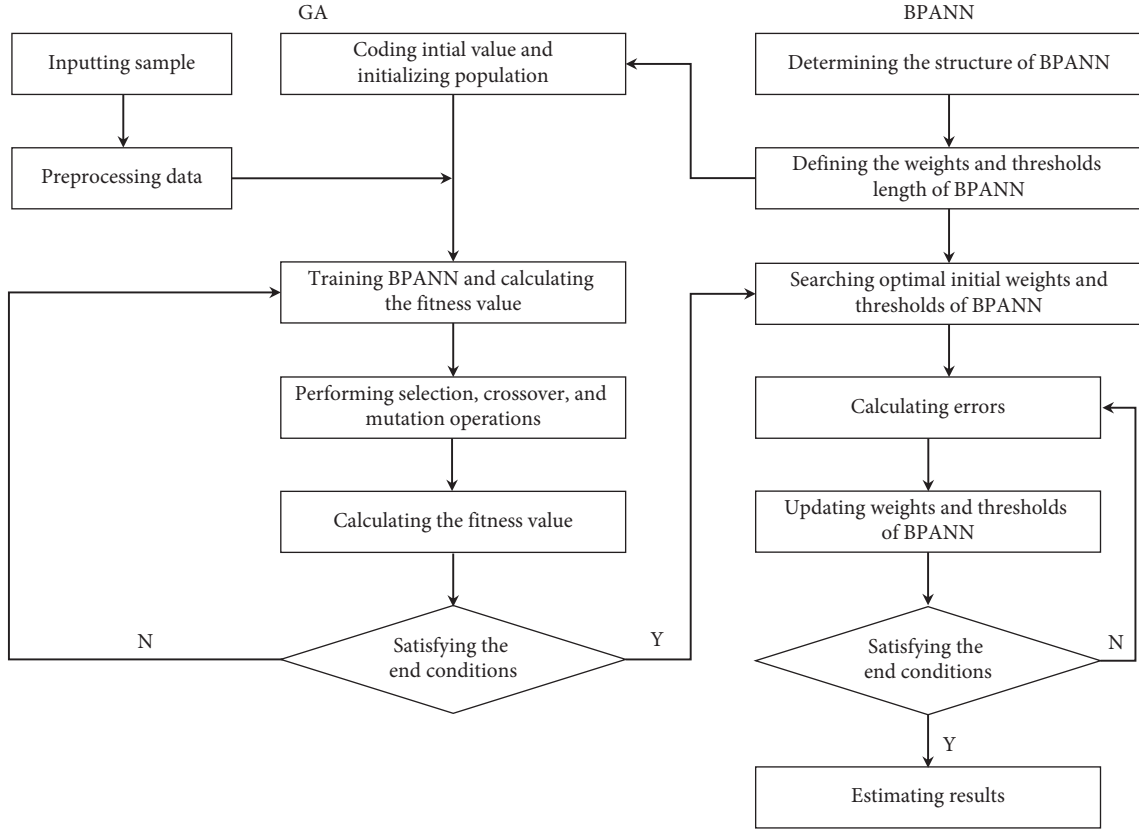 GA
BPANN
Inputting sample
Coding intial value and
initializing population
Determining the structure of BPANN
Preprocessing data
Defining the weights and thresholds
length of BPANN
Training BPANN and calculating
the fitness value
Searching optimal initial weights and
thresholds of BPANN
Performing selection, crossover, and
mutation operations
Calculating errors
Calculating the fitness value
Updating weights and thresholds
of BPANN
N
Satisfying the
end conditions
Y
Satisfying the
end conditions
N
Y
Estimating results